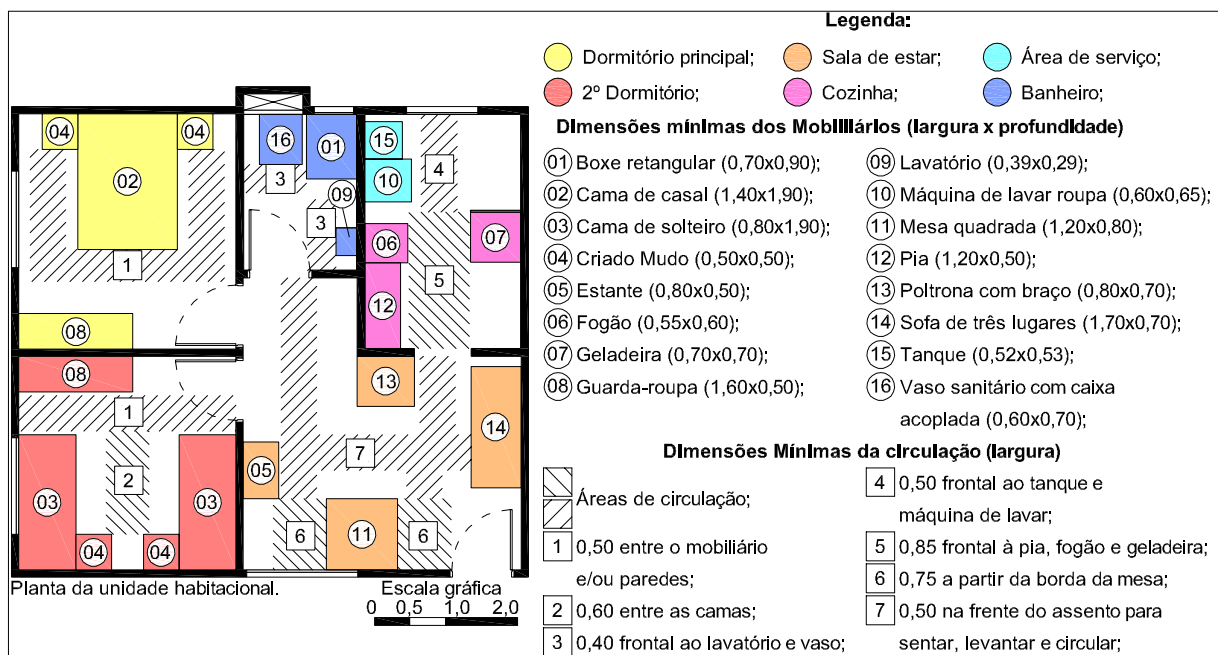 Legenda:
Dormitório principal;
Sala de estar;
Área de serviço;
2º Dormitório;
Cozinha;
Banheiro;
Dimensões mínimas dos Mobiliiários (largura x profundidade)
01 Boxe retangular (0,70x0,90);
02 Cama de casal (1,40x1,90);
03 Cama de solteiro (0,80x1,90);
04 Criado Mudo (0,50x0,50);
05 Estante (0,80x0,50);
06 Fogão (0,55x0,60);
07 Geladeira (0,70x0,70);
08 Guarda-roupa (1,60x0,50);
09 Lavatório (0,39x0,29);
10 Máquina de lavar roupa (0,60x0,65);
11 Mesa quadrada (1,20x0,80);
12 Pia (1,20x0,50);
13 Poltrona com braço (0,80x0,70);
14 Sofa de três lugares (1,70x0,70);
15 Tanque (0,52x0,53);
16 Vaso sanitário com caixa
acoplada (0,60x0,70);
Dimensões Mínimas da circulação (largura)
Áreas de circulação;
1 0,50 entre o mobiliário
e/ou paredes;
2 0,60 entre as camas;
3 0,40 frontal ao lavatório e vaso;
4 0,50 frontal ao tanque e
máquina de lavar;
5 0,85 frontal à pia, fogão e geladeira;
6 0,75 a partir da borda da mesa;
7 0,50 na frente do assento para
sentar, levantar e circular;
04
04
16
01
15
02
10
4
3
09
3
06
07
1
5
12
08
08
13
1
14
7
05
2
03
03
6
11
6
04
04
Planta da unidade habitacional.
Escala gráfica
0 0,5 1,0 2,0